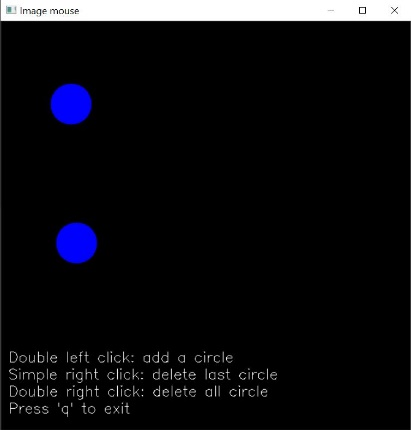 Image mouse
Double left click: add a circle
Simple right click: delete last circle
Double right click: delete all circle
Press 'q' to exit